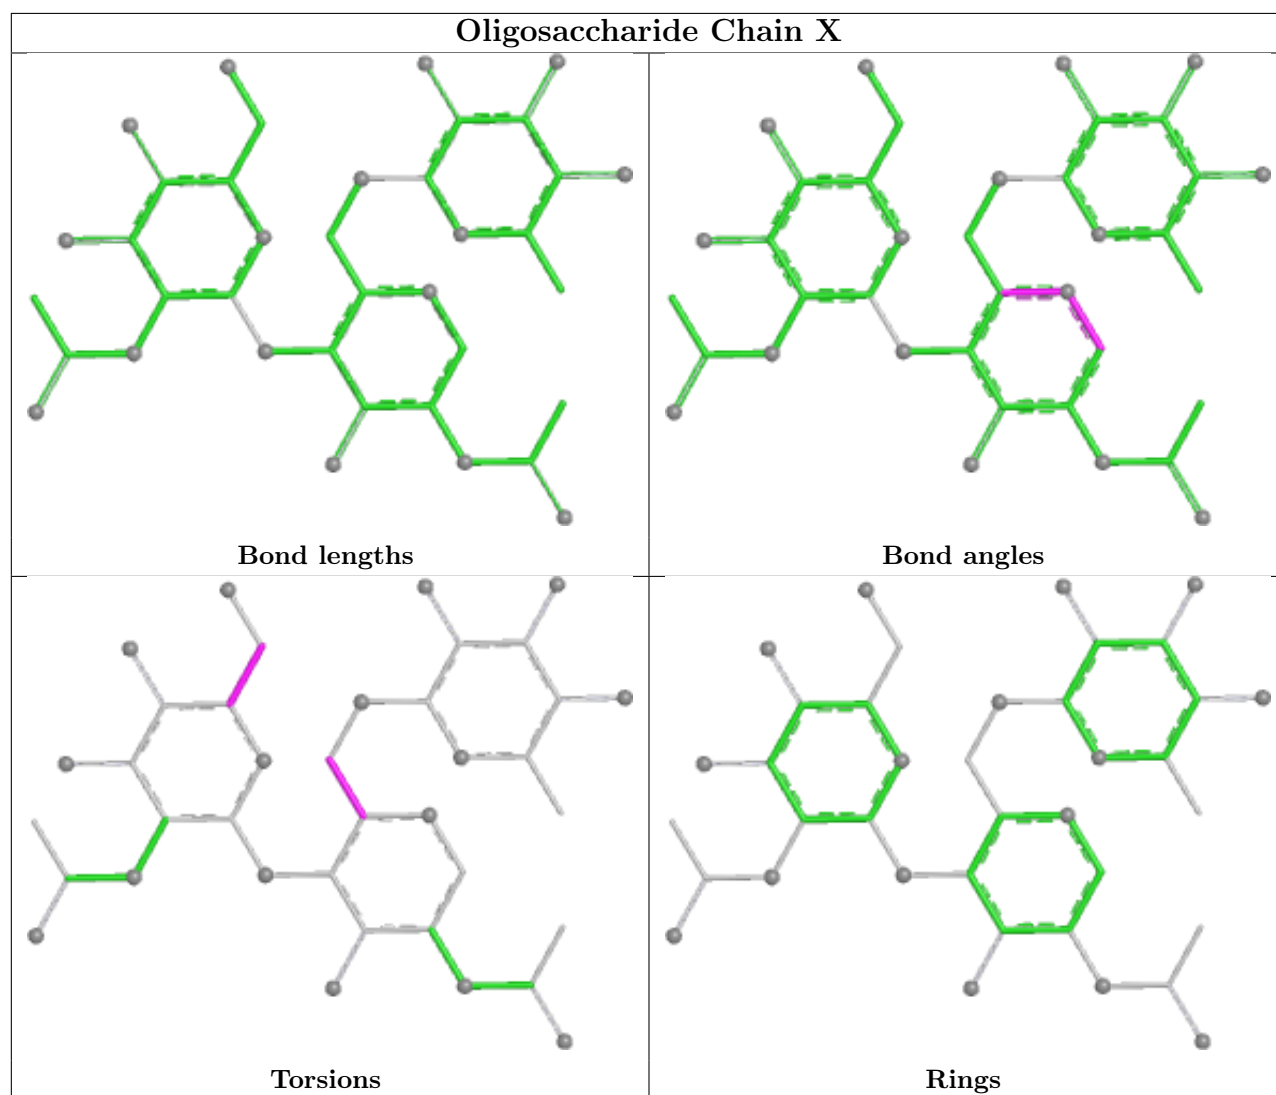 Oligosaccharide Chain X
Bond lengths
Bond angles
Torsions
Rings